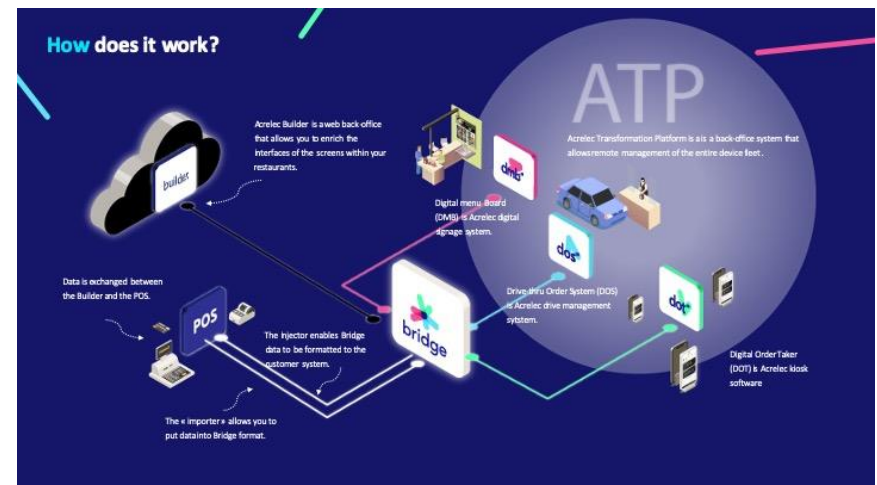 How does it work?
ATP
Acrelec Builder is a web back-office
that allows you to enrich the
interfaces of the screens within your
restaurants.
Acrelec Transformation Platform is a is a back-office system that
allows remote management of the entire device fleet.
builder
dmb
Digital menu Board
(DMB) is Acrelec digital
signage system.
dos
Data is exchanged between
the Builder and the POS.
Drive-thru Order System (DOS)
is Acrelec drive management
sytstem.
dot
POS
bridge
The injector enables Bridge
data to be formatted to the
customer system.
Digital Order Taker
(DOT) is Acrelec kiosk
software
The « importer » allows you to
put data into Bridge format.